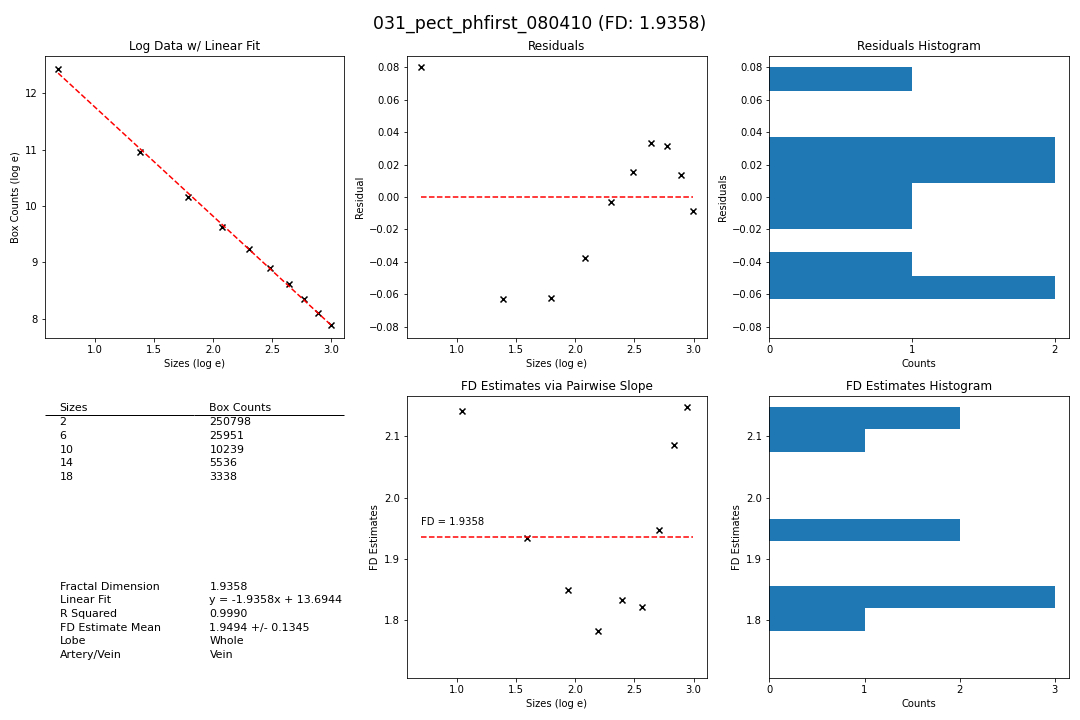 031_pect_phfirst_080410 (FD: 1.9358)
Log Data w/ Linear Fit
Box Counts (log e)
12
11
10
9
8
1.0 1.5 2.0 2.5 3.0
Sizes (log e)
Residuals
Residual
0.08
0.06
0.04
0.02
0.00
−0.02
−0.04
−0.06
−0.08
1.0 1.5 2.0 2.5 3.0
Sizes (log e)
Residuals Histogram
Residuals
0.08
0.06
0.04
0.02
0.00
−0.02
−0.04
−0.06
−0.08
0 1 2
Counts
Sizes Box Counts
2 250798
6 25951
10 10239
14 5536
18 3338
Fractal Dimension 1.9358
Linear Fit y = -1.9358x + 13.6944
R Squared 0.9990
FD Estimate Mean 1.9494 +/- 0.1345
Lobe Whole
Artery/Vein Vein
FD Estimates via Pairwise Slope
FD Estimates
2.1
2.0
1.9
1.8
FD = 1.9358
1.0 1.5 2.0 2.5 3.0
Sizes (log e)
FD Estimates Histogram
FD Estimates
2.1
2.0
1.9
1.8
0 1 2 3
Counts